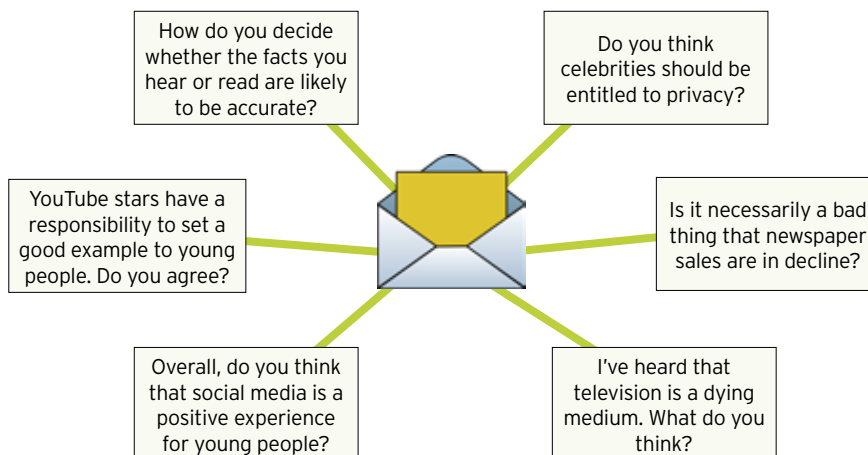 How do you decide
whether the facts you
hear or read are likely
to be accurate?
Do you think
celebrities should be
entitled to privacy?
YouTube stars have a
responsibility to set a
good example to young
people. Do you agree?
Is it necessarily a bad
thing that newspaper
sales are in decline?
Overall, do you think
that social media is a
positive experience
for young people?
I've heard that
television is a dying
medium. What do you
think?